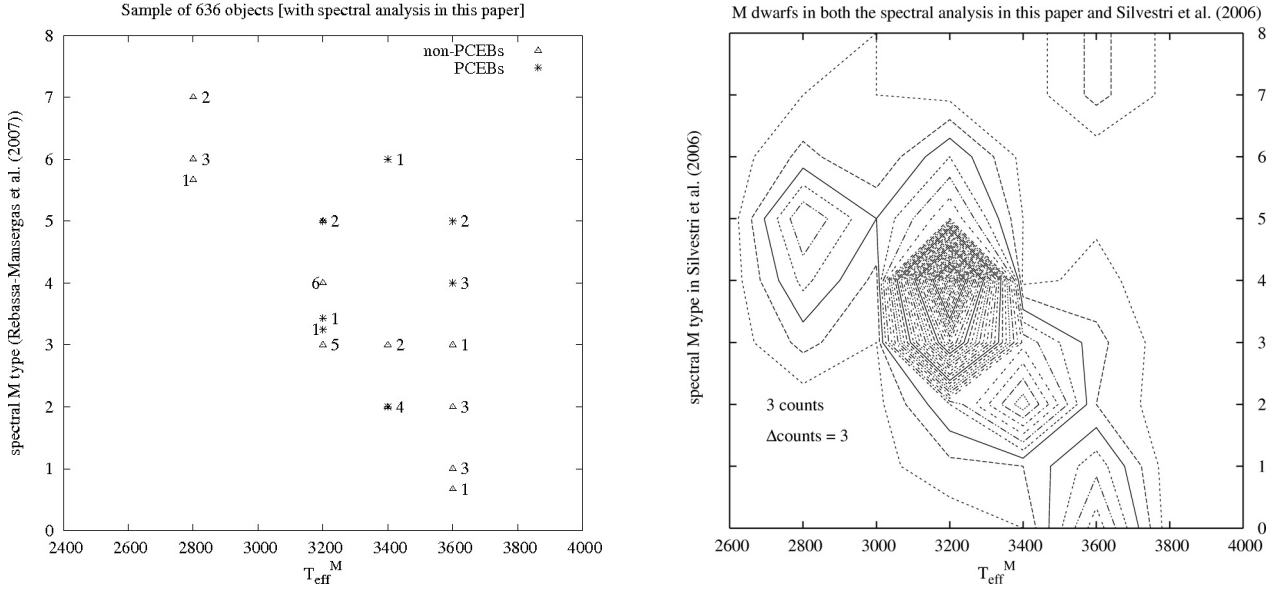 Sample of 636 objects [with spectral analysis in this paper]
spectral M type (Rebassa-Mansergas et al. (2007))
8
7
6
5
4
3
2
1
0
non-PCEBs
PCEBs
2
3
1
1
2
2
6
3
1
1
5
2
1
4
3
3
1
2400 2600 2800 3000 3200 3400 3600 3800 4000
T_eff^M
M dwarfs in both the spectral analysis in this paper and Silvestri et al. (2006)
spectral M type in Silvestri et al. (2006)
8
7
6
5
4
3
2
1
0
3 counts
Δcounts = 3
2600 2800 3000 3200 3400 3600 3800 4000
T_eff^M